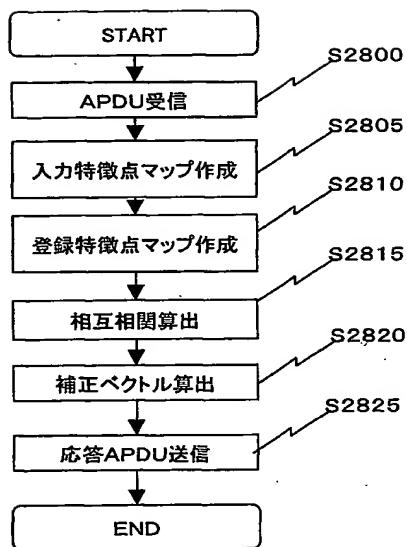 START
S2800
APDU受信
S2805
入力特徴点マップ作成
S2810
登録特徴点マップ作成
S2815
相互相関算出
S2820
補正ベクトル算出
S2825
応答APDU送信
END